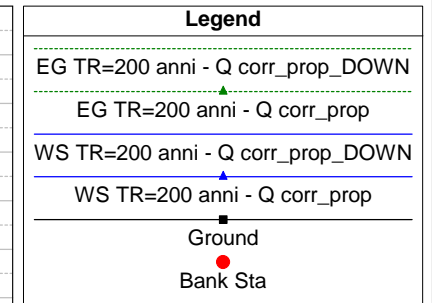 Legend
EG TR=200 anni - Q corr_prop_DOWN
EG TR=200 anni - Q corr_prop
WS TR=200 anni - Q corr_prop_DOWN
WS TR=200 anni - Q corr_prop
Ground
Bank Sta